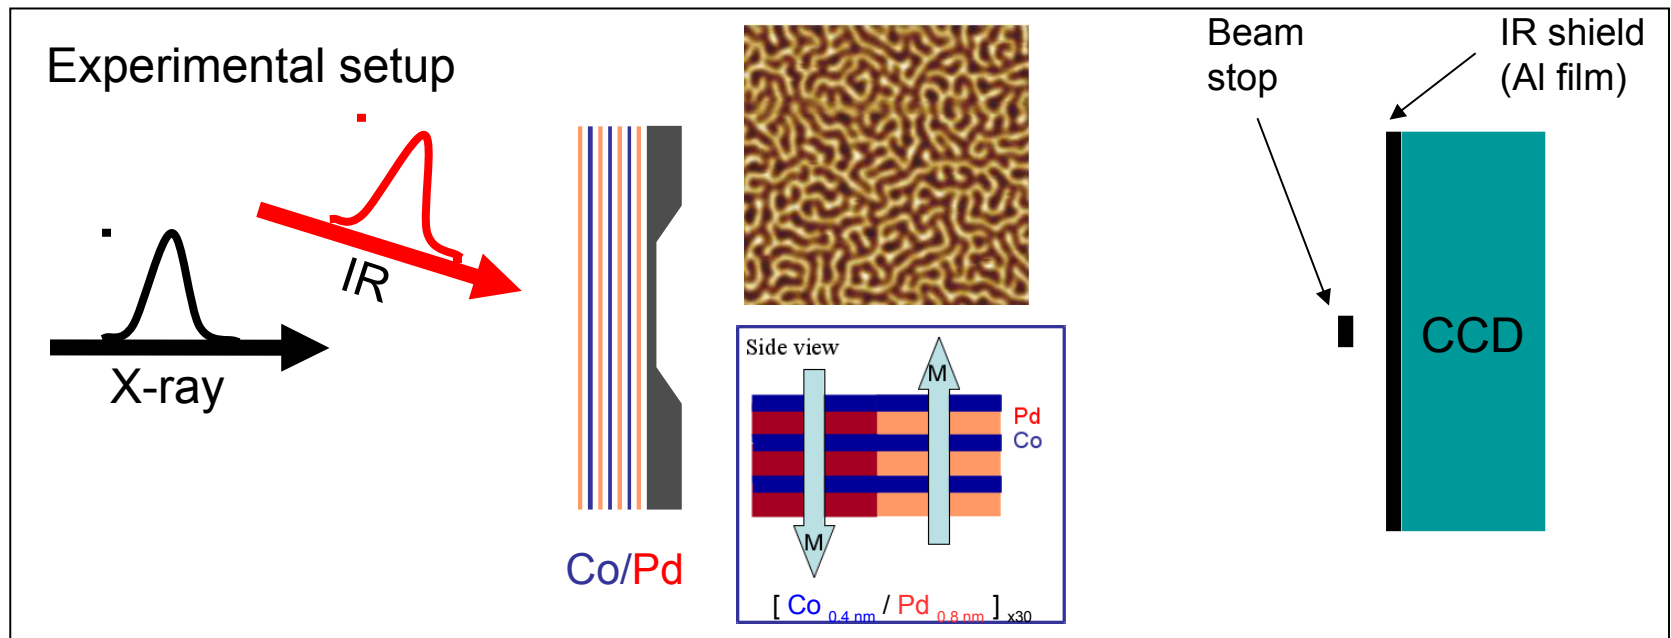 Experimental setup
IR
X-ray
Co/Pd
Side view
M
M
Pd
Co
[ Co 0.4 nm / Pd 0.8 nm ] x30
Beam
stop
IR shield
(Al film)
CCD